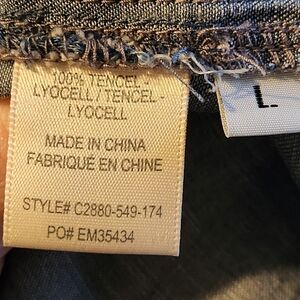 100% TENCEL -
LYOCELL / TENCEL -
LYOCELL
MADE IN CHINA
FABRIQUÉ EN CHINE
STYLE# C2880-549-174
PO# EM35434
L